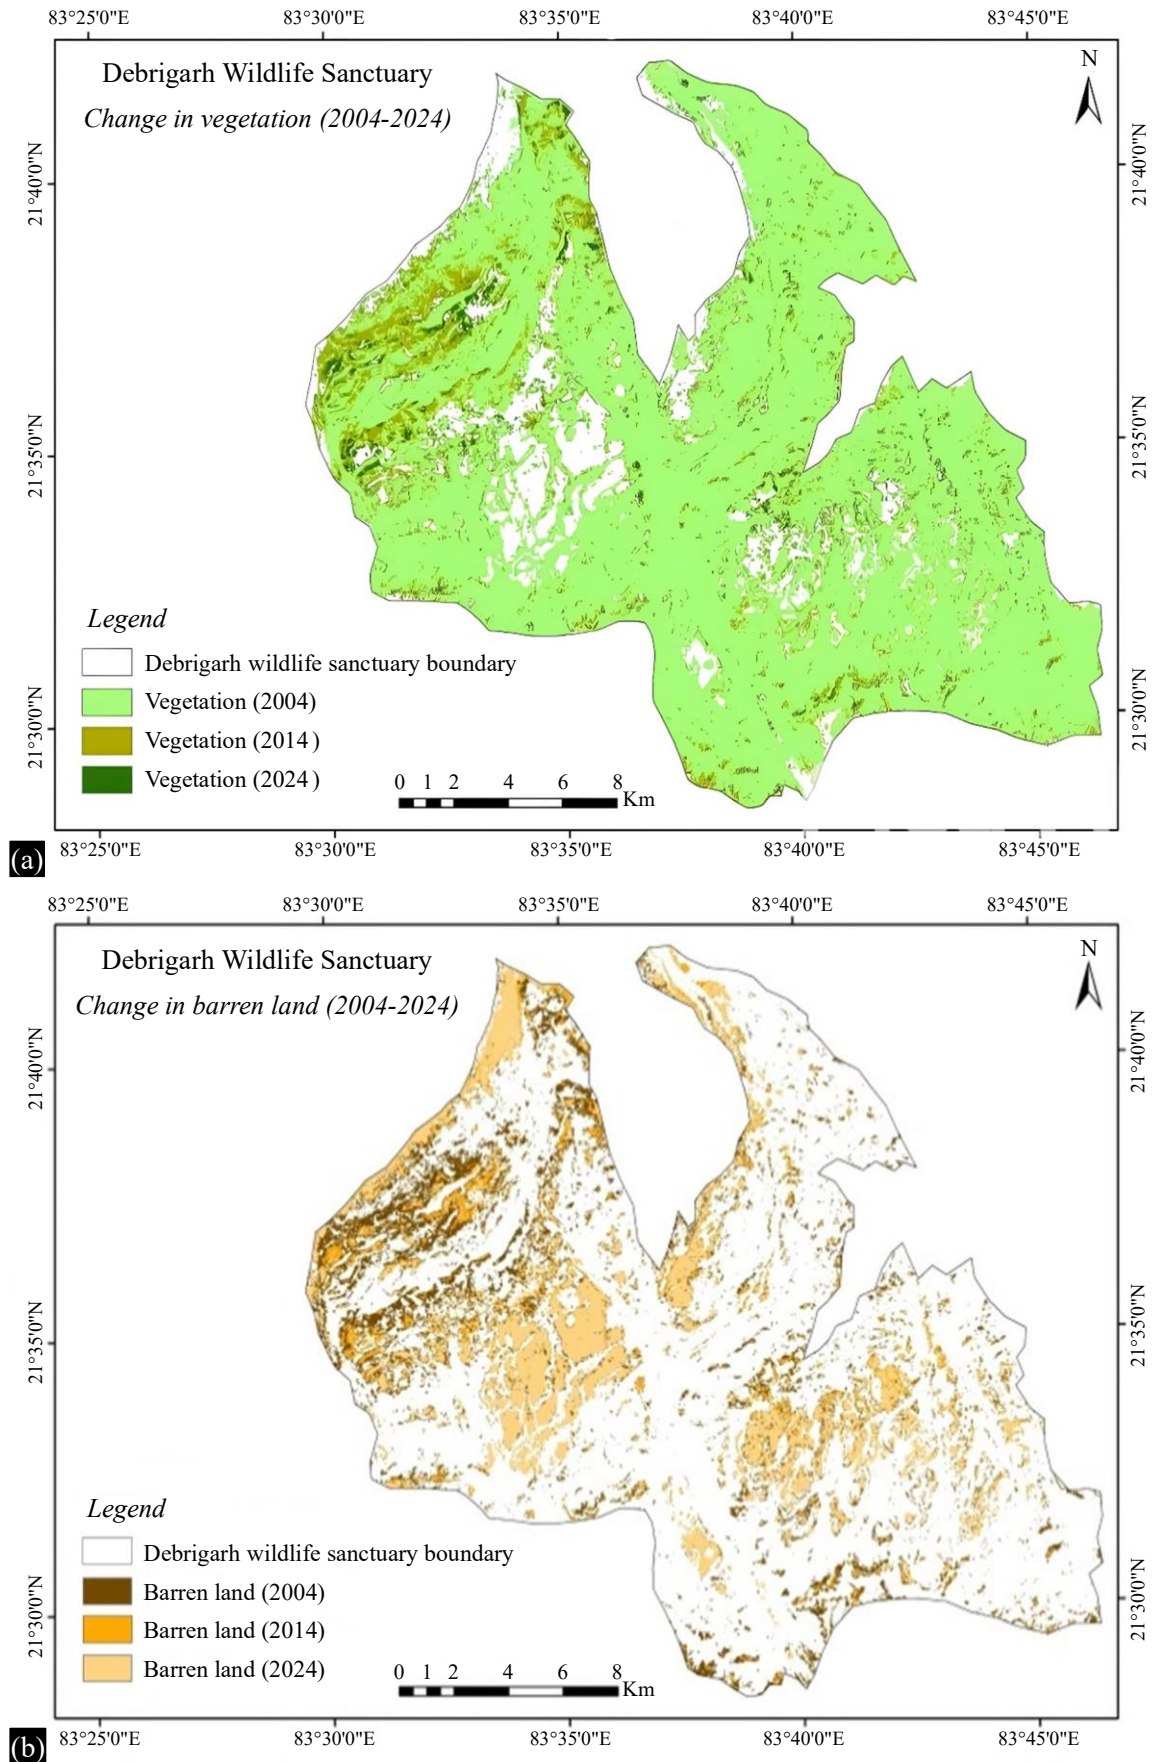 83°25'0"E 83°30'0"E 83°35'0"E 83°40'0"E 83°45'0"E
Debrigarh Wildlife Sanctuary
Change in vegetation (2004-2024)
N
21°40'0"N
21°35'0"N
21°30'0"N
21°40'0"N
21°35'0"N
21°30'0"N
Legend
Debrigarh wildlife sanctuary boundary
Vegetation (2004)
Vegetation (2014)
Vegetation (2024)
0 1 2 4 6 8
Km
(a)
83°25'0"E 83°30'0"E 83°35'0"E 83°40'0"E 83°45'0"E
83°25'0"E 83°30'0"E 83°35'0"E 83°40'0"E 83°45'0"E
Debrigarh Wildlife Sanctuary
Change in barren land (2004-2024)
N
21°40'0"N
21°35'0"N
21°30'0"N
21°40'0"N
21°35'0"N
21°30'0"N
Legend
Debrigarh wildlife sanctuary boundary
Barren land (2004)
Barren land (2014)
Barren land (2024)
0 1 2 4 6 8
Km
(b)
83°25'0"E 83°30'0"E 83°35'0"E 83°40'0"E 83°45'0"E